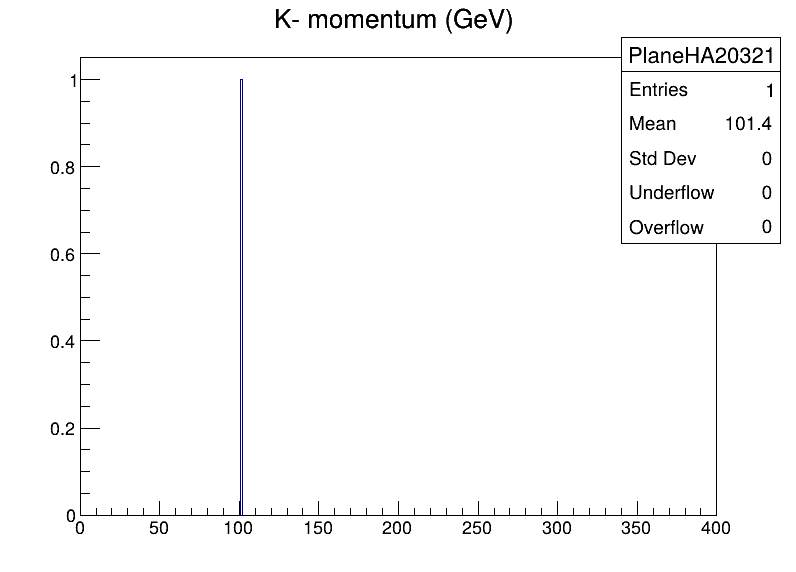 K- momentum (GeV)
PlaneHA20321
Entries 1
Mean 101.4
Std Dev 0
Underflow 0
Overflow 0
1
0.8
0.6
0.4
0.2
0
0 50 100 150 200 250 300 350 400